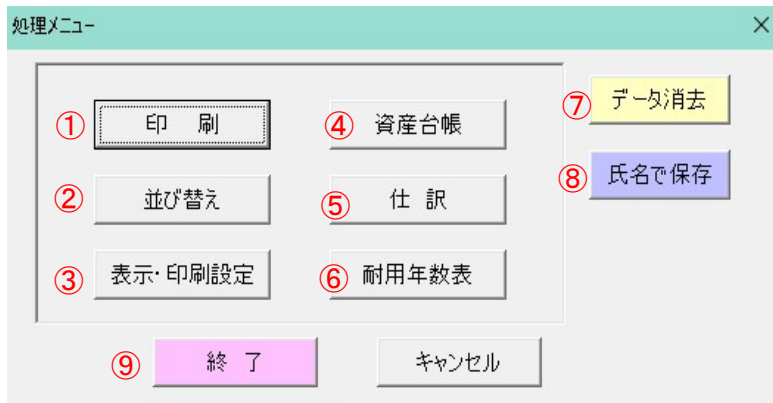 処理メニュー
① 印 刷
④ 資産台帳
⑦ データ消去
② 並び替え
⑤ 仕 訳
⑧ 氏名で保存
③ 表示・印刷設定
⑥ 耐用年数表
⑨ 終 了
キャンセル